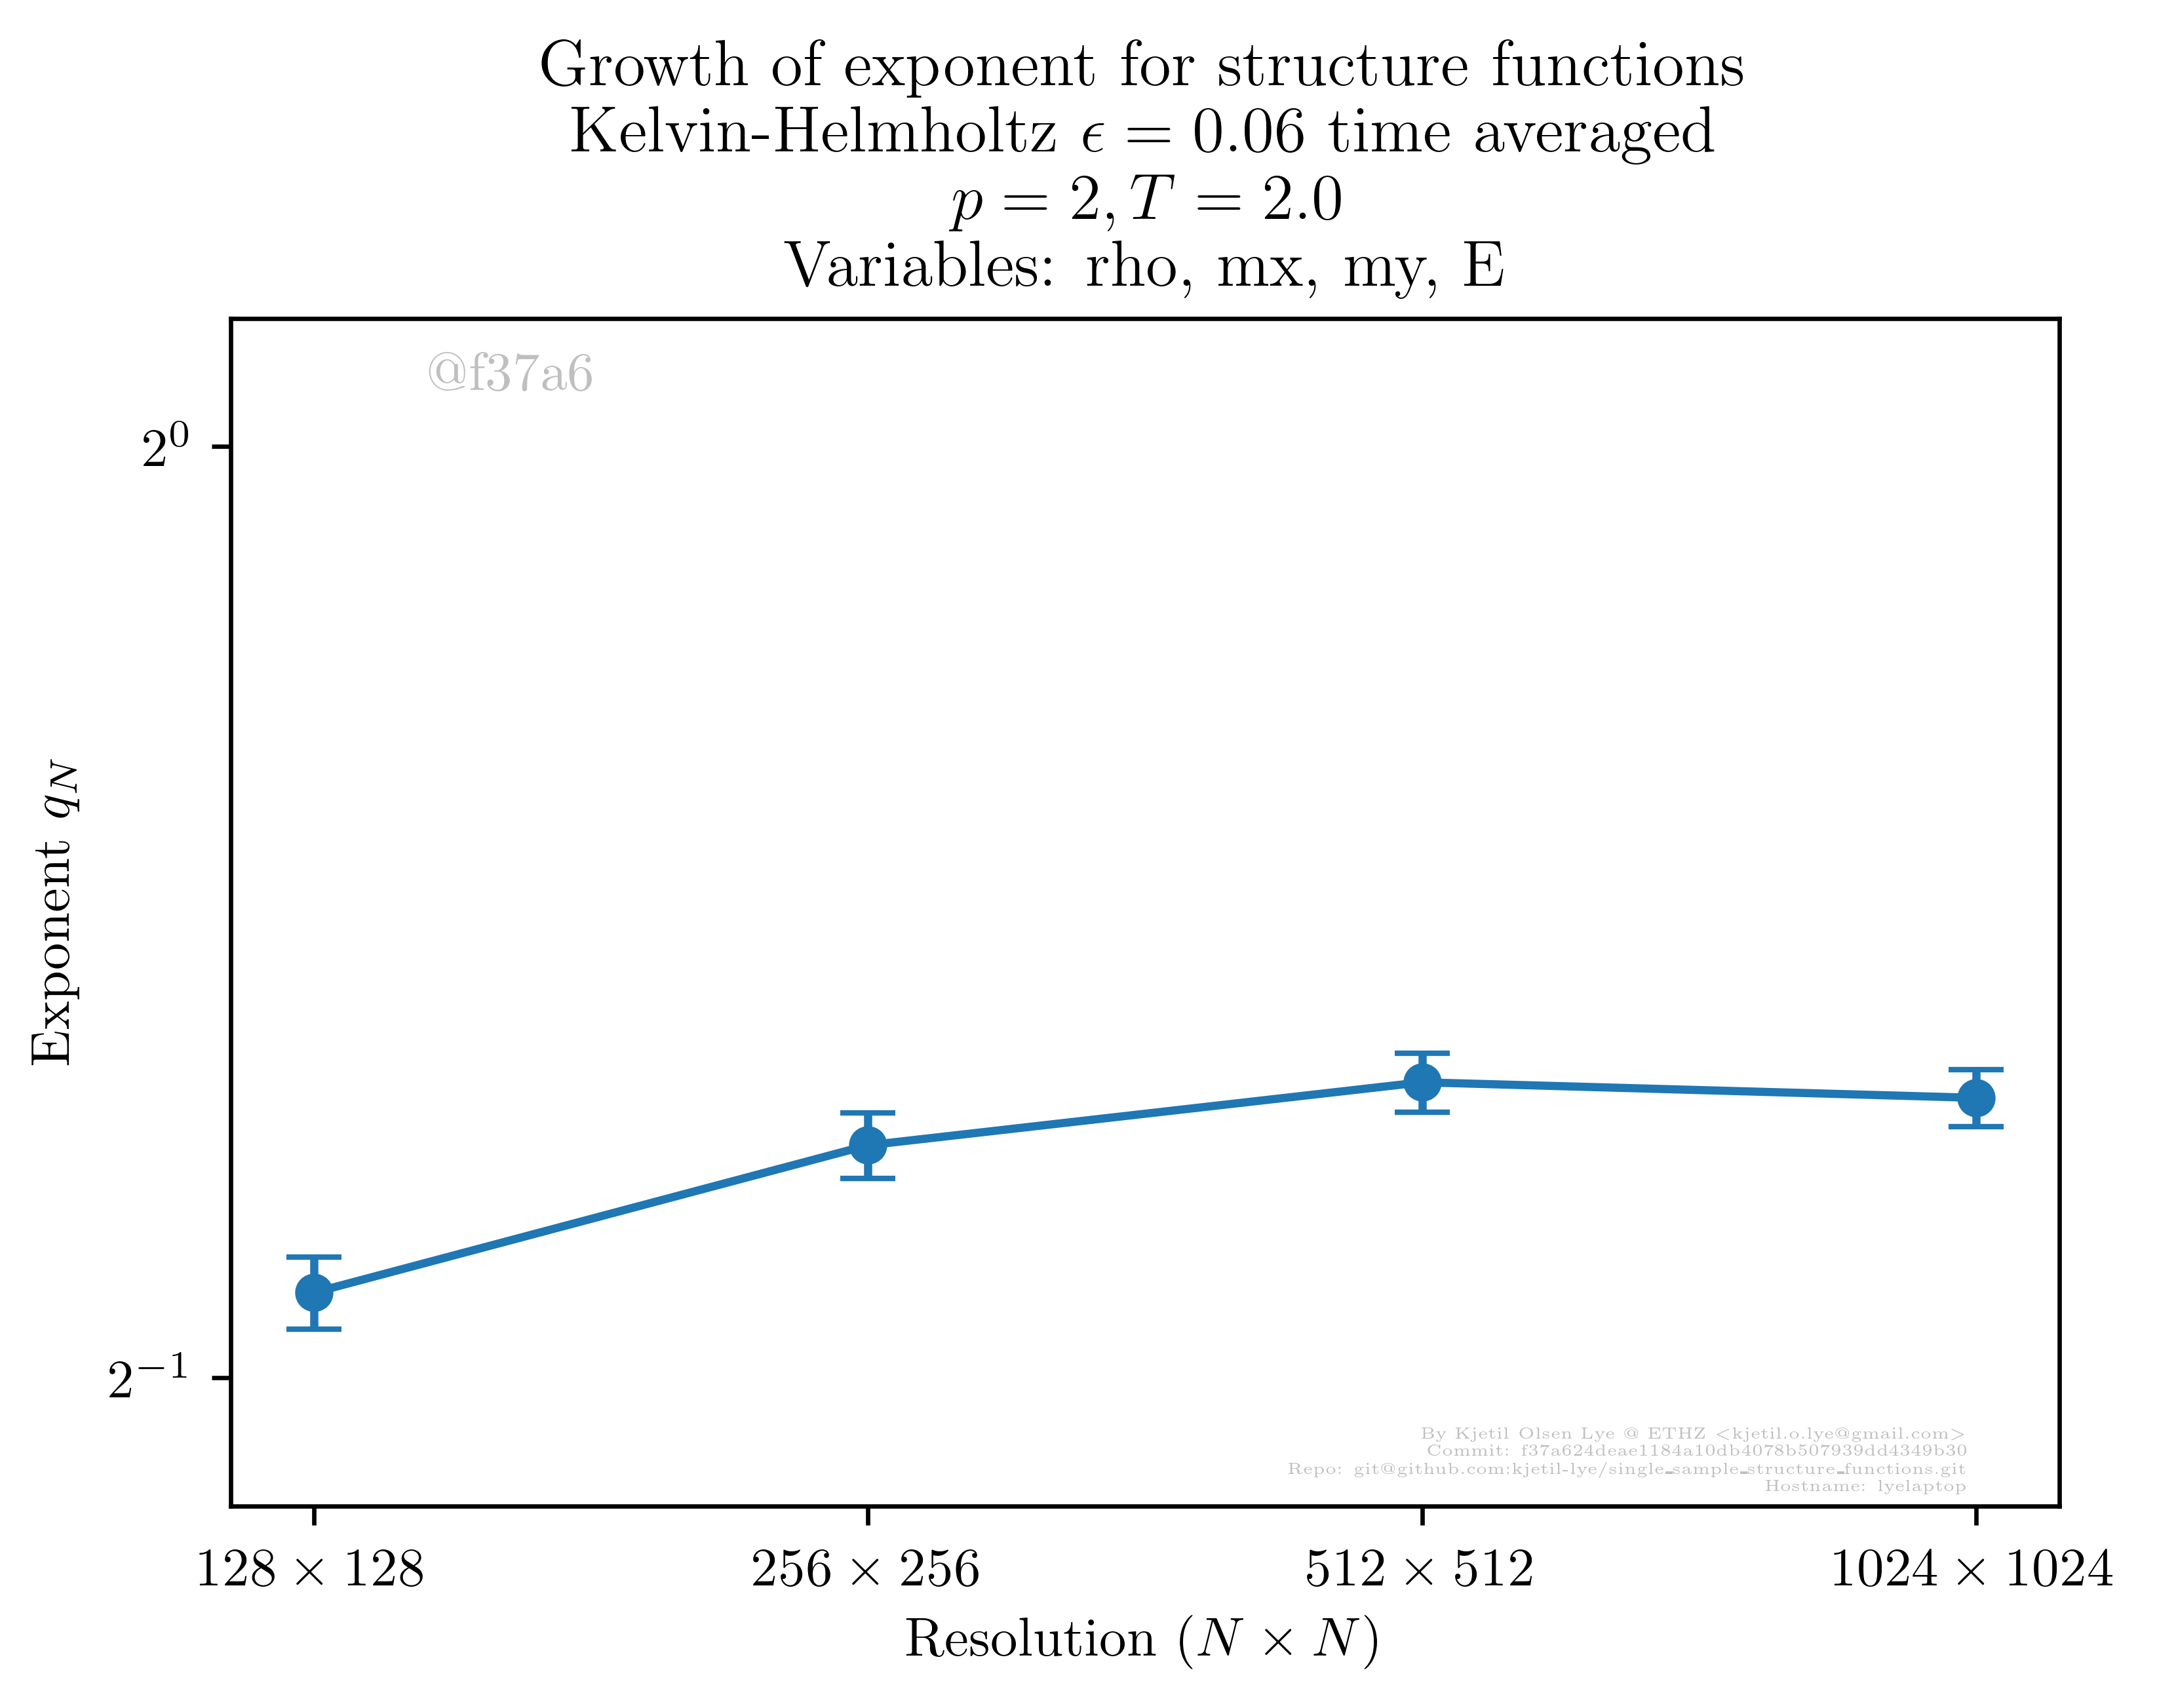 Growth of exponent for structure functions
Kelvin-Helmholtz ϵ = 0.06 time averaged
p = 2, T = 2.0
Variables: rho, mx, my, E
@f37a6
2⁰
Exponent q_N
2⁻¹
By Kjetil Olsen Lye @ ETHZ <kjetil.o.lye@gmail.com>
Commit: f37a624deae1184a10db4078b507939dd4349b30
Repo: git@github.com:kjetil-lye/single_sample_structure_functions.git
Hostname: lyelaptop
128 × 128 256 × 256 512 × 512 1024 × 1024
Resolution (N × N)